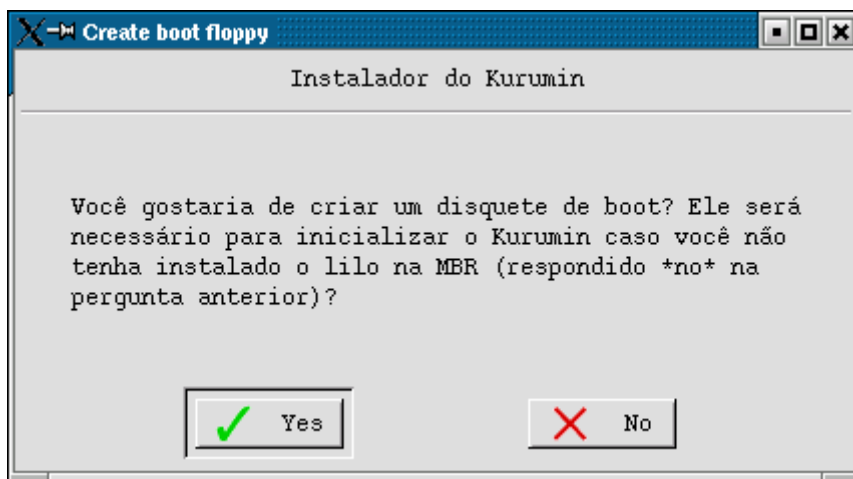 Create boot floppy
Instalador do Kurumin
Você gostaria de criar um disquete de boot? Ele será
necessário para inicializar o Kurumin caso você não
tenha instalado o lilo na MBR (respondido *no* na
pergunta anterior)?
Yes
No